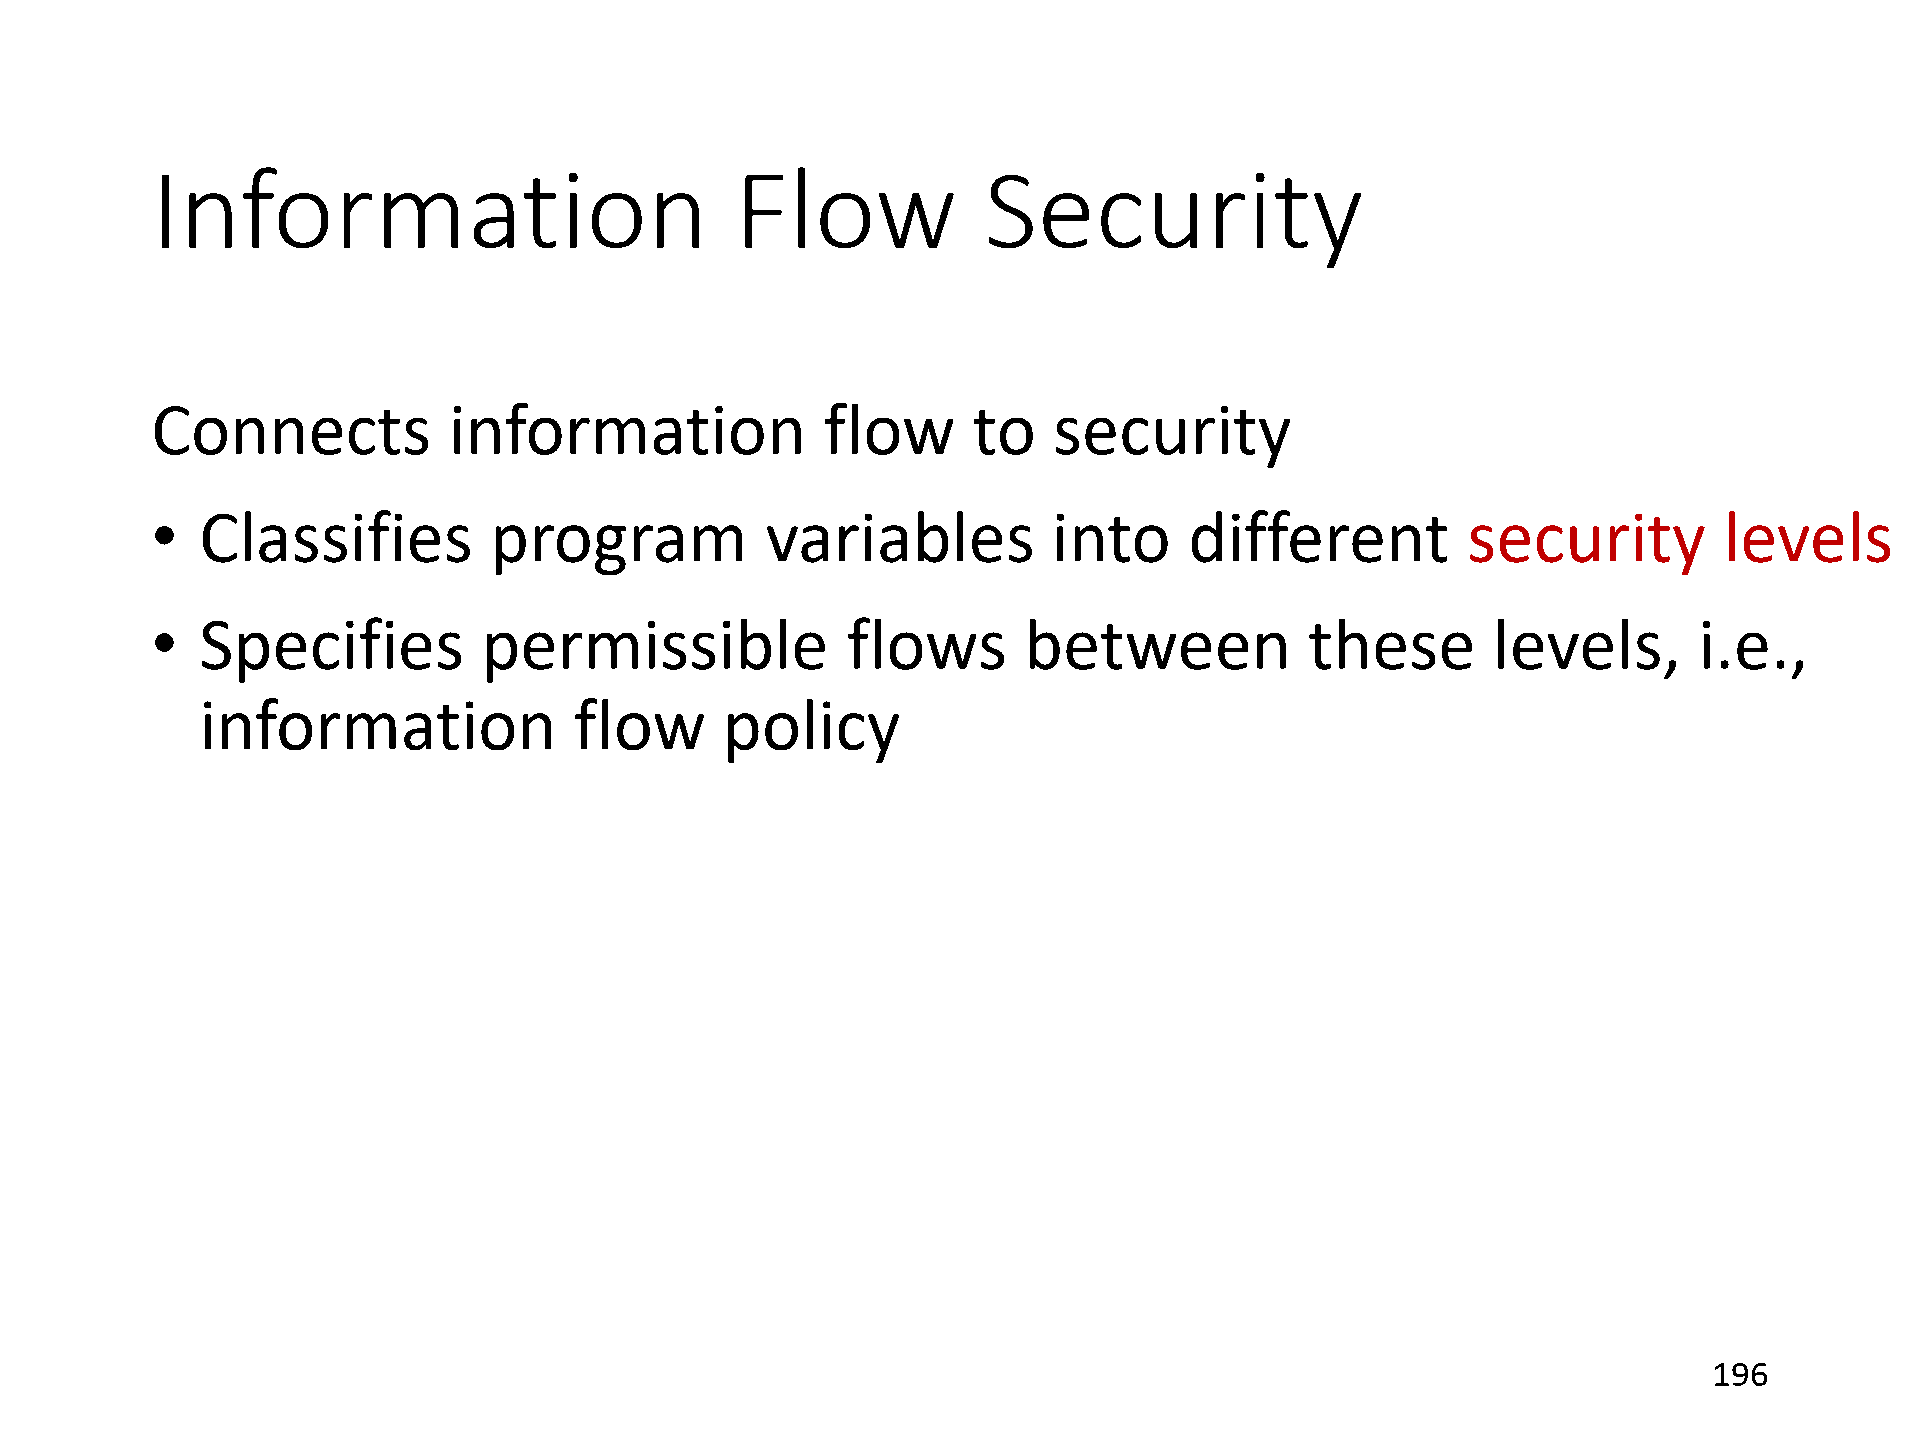 Information Flow Security
Connects information flow to security
• Classifies program variables into different security levels
• Specifies permissible flows between these levels, i.e.,
information flow policy
196